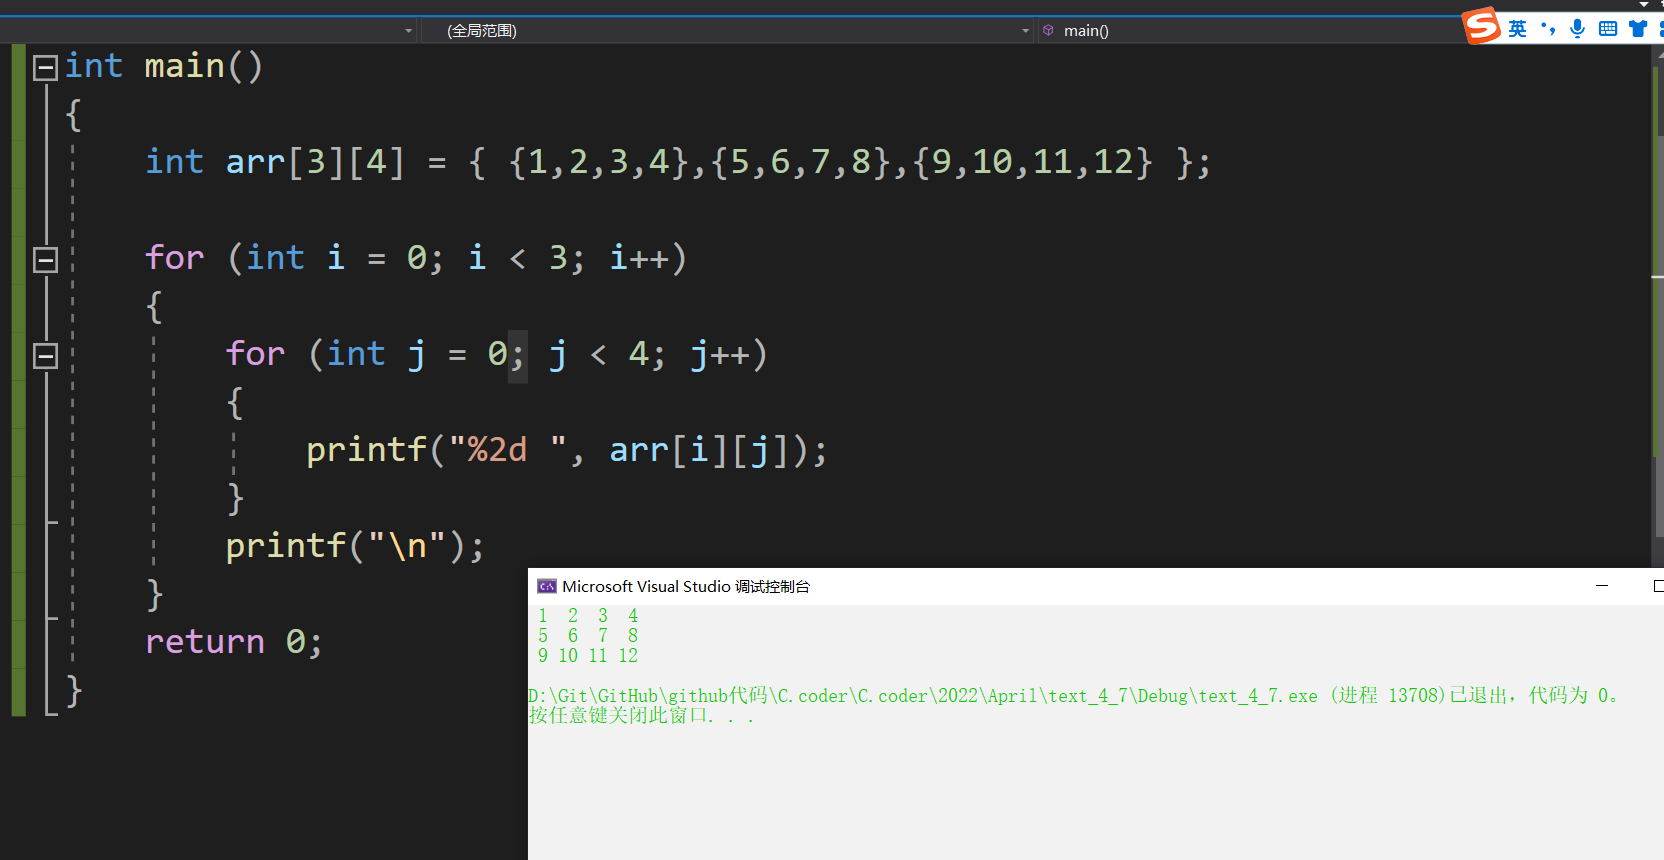 (全局范围) main() 英
int main()
{
int arr[3][4] = { {1,2,3,4},{5,6,7,8},{9,10,11,12} };
for (int i = 0; i < 3; i++)
{
for (int j = 0; j < 4; j++)
{
printf("%2d ", arr[i][j]);
}
printf("\n");
}
return 0;
}
Microsoft Visual Studio 调试控制台
1 2 3 4
5 6 7 8
9 10 11 12
D:\Git\GitHub\github代码\C.coder\C.coder\2022\April\text_4_7\Debug\text_4_7.exe (进程 13708)已退出，代码为 0。
按任意键关闭此窗口. . .